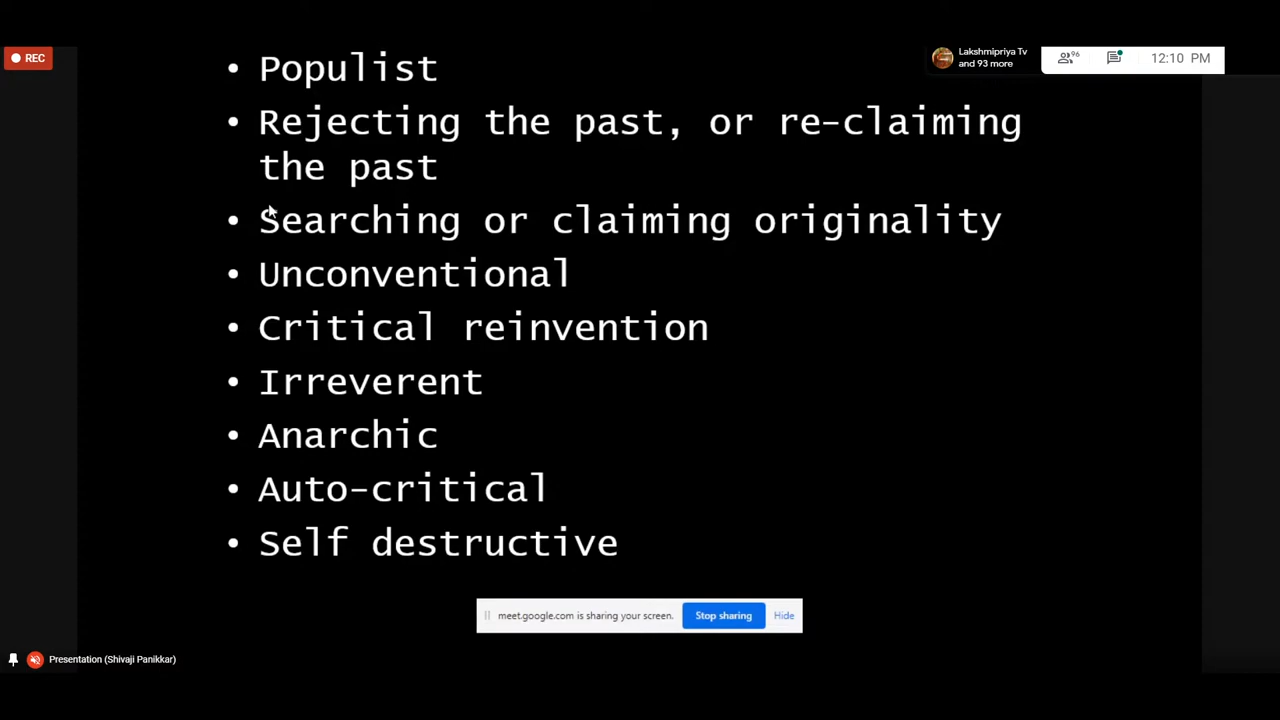 REC
Lakshmipriya Tv
and 93 more
96
12:10 PM
• Populist
• Rejecting the past, or re-claiming
the past
• Searching or claiming originality
• Unconventional
• Critical reinvention
• Irreverent
• Anarchic
• Auto-critical
• Self destructive
meet.google.com is sharing your screen. Stop sharing Hide
Presentation (Shivaji Panikkar)